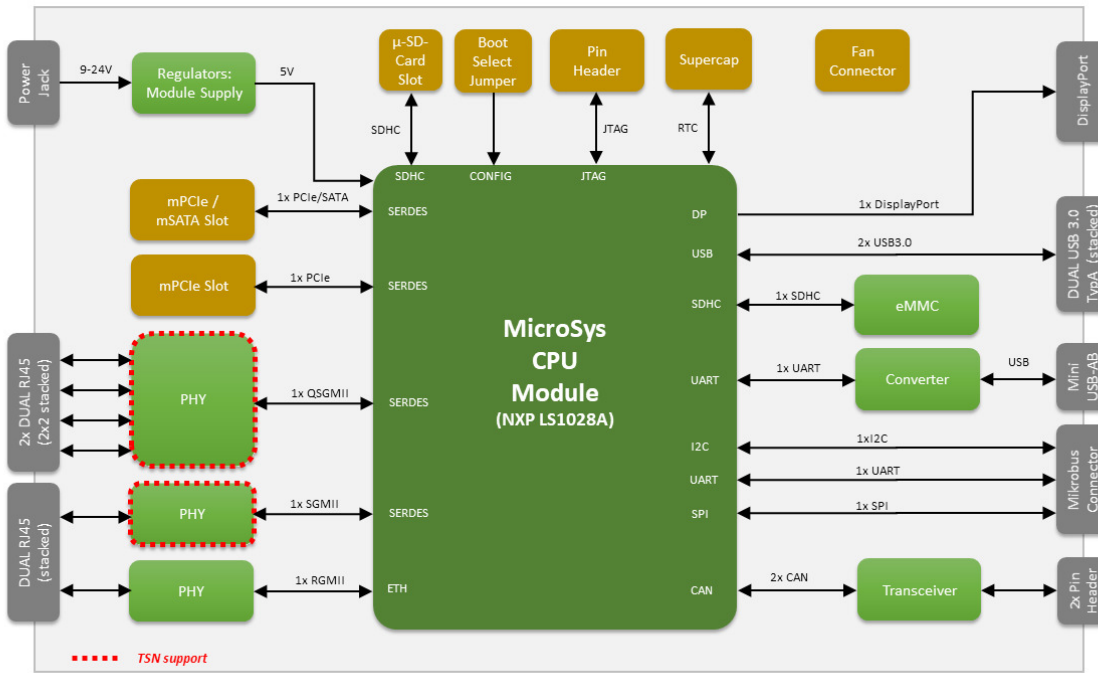 Power
Jack
9-24V
Regulators:
Module Supply
5V
µ-SD-
Card
Slot
Boot
Select
Jumper
Pin
Header
Supercap
Fan
Connector
DisplayPort
SDHC
JTAG
RTC
SDHC
CONFIG
JTAG
mPCIe /
mSATA Slot
1x PCIe/SATA
SERDES
DP
1x DisplayPort
USB
2x USB3.0
DUAL USB 3.0
TypA (stacked)
mPCIe Slot
1x PCIe
SERDES
SDHC
1x SDHC
eMMC
MicroSys
CPU
Module
(NXP LS1028A)
2x DUAL RJ45
(2x2 stacked)
PHY
1x QSGMII
SERDES
UART
1x UART
Converter
USB
Mini
USB-AB
I2C
1xI2C
UART
1x UART
SPI
1x SPI
Mikrobus
Connector
DUAL RJ45
(stacked)
PHY
1x SGMII
SERDES
PHY
1x RGMII
ETH
CAN
2x CAN
Transceiver
2x Pin
Header
TSN support